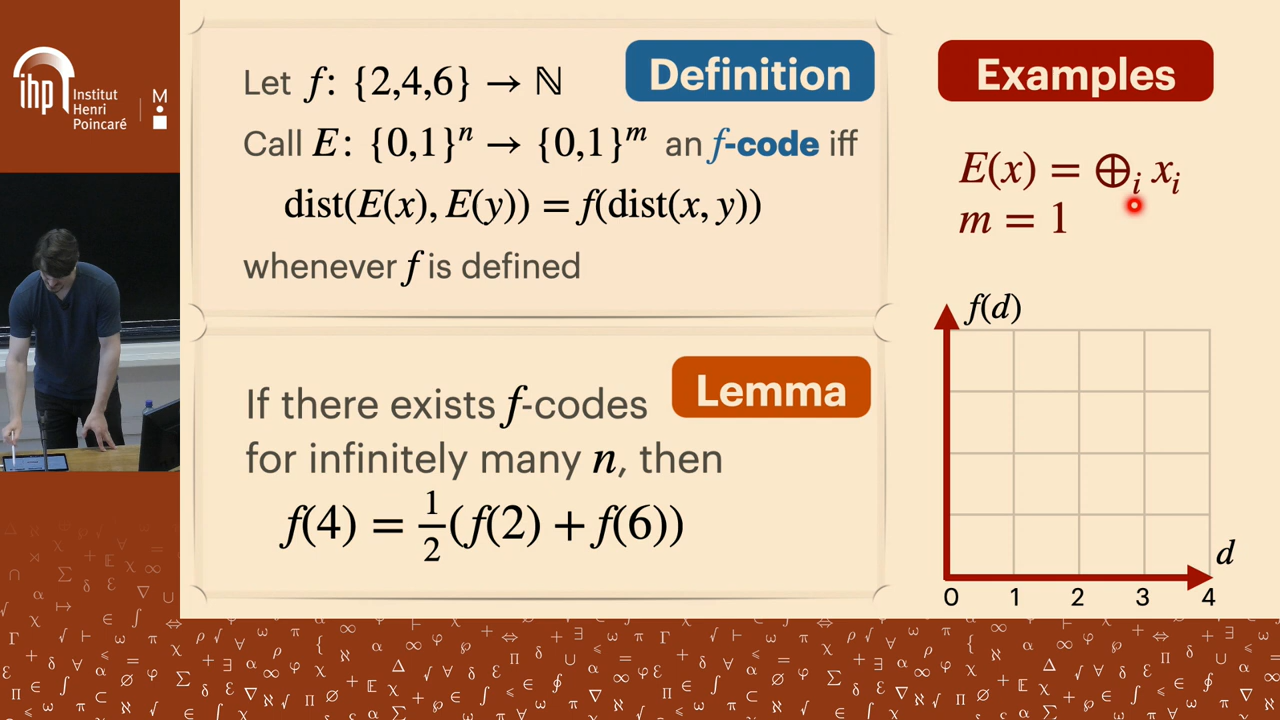 ihp
Institut
Henri
Poincaré
M
Let f: {2,4,6} → ℕ
Definition
Call E: {0,1}ⁿ → {0,1}ᵐ an f-code iff
dist(E(x), E(y)) = f(dist(x, y))
whenever f is defined
Lemma
If there exists f-codes
for infinitely many n, then
f(4) = 1/2 (f(2) + f(6))
Examples
E(x) = ⊕ᵢ xᵢ
m = 1
f(d)
d
0 1 2 3 4